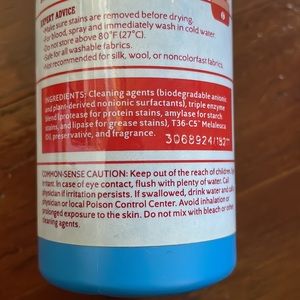 EXPERT ADVICE
-Make sure stains are removed before drying.
-For blood, spray and immediately wash in cold water.
-Do not store above 80°F (27°C).
-Safe for all washable fabrics.
-Not recommended for silk, wool, or noncolorfast fabrics.
INGREDIENTS: Cleaning agents (biodegradable anionic
and plant-derived nonionic surfactants), triple enzyme
blend (protease for protein stains, amylase for starch
stains, and lipase for grease stains), T36-C5® Melaleuca
Oil, preservative, and fragrance.
COMMON-SENSE CAUTION: Keep out of the reach of children. Eye
irritant. In case of eye contact, flush with plenty of water. Call
physician if irritation persists. If swallowed, drink water and call
physician or local Poison Control Center. Avoid inhalation or
prolonged exposure to the skin. Do not mix with bleach or other
cleaning agents.